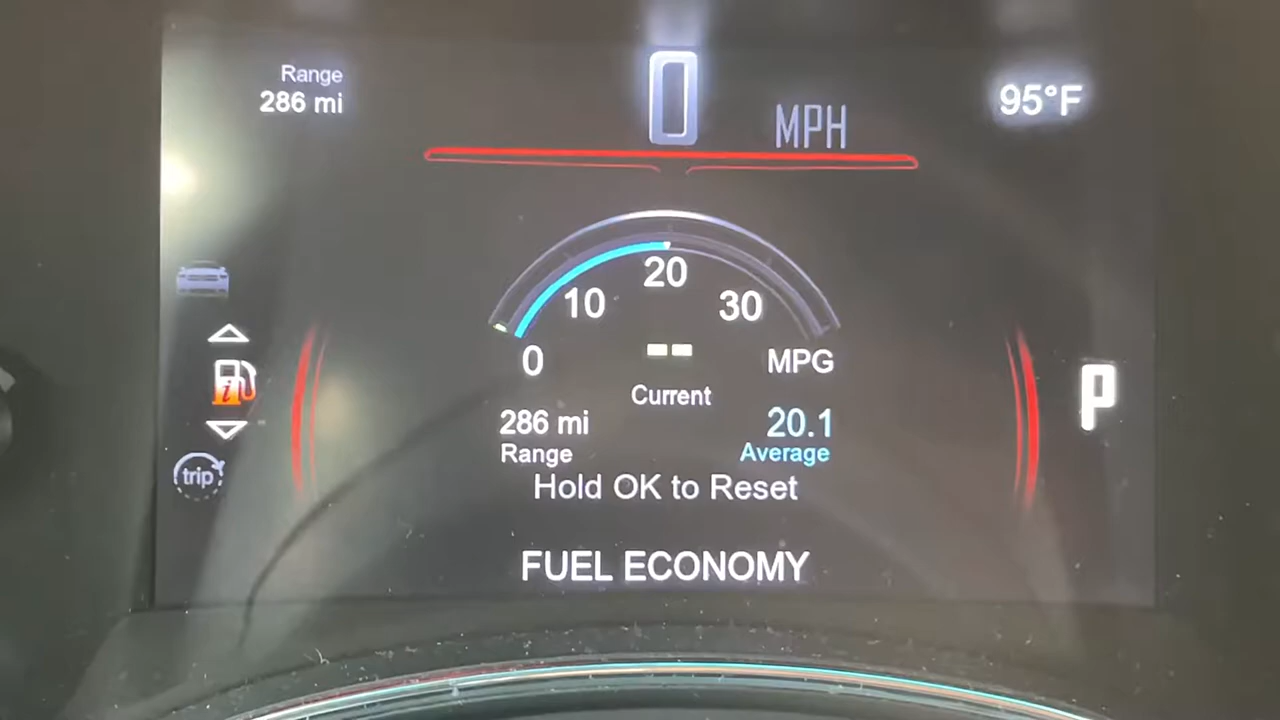 Range
286 mi
0 MPH
95°F
20
10 30
0 -- MPG
Current
286 mi 20.1
Range Average
Hold OK to Reset
FUEL ECONOMY
i
trip
P